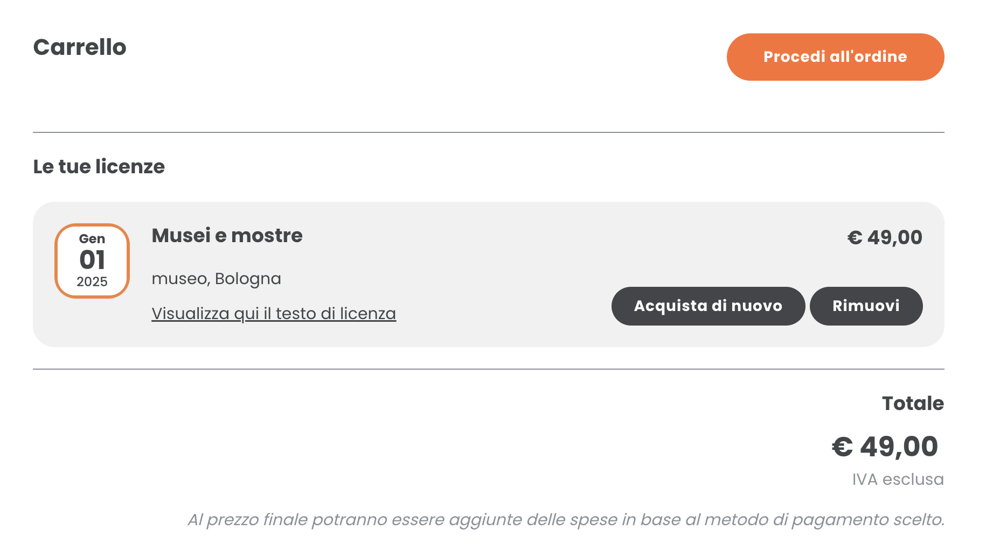 Carrello
Procedi all'ordine
Le tue licenze
Gen
01
2025
Musei e mostre
€ 49,00
museo, Bologna
Visualizza qui il testo di licenza
Acquista di nuovo
Rimuovi
Totale
€ 49,00
IVA esclusa
Al prezzo finale potranno essere aggiunte delle spese in base al metodo di pagamento scelto.